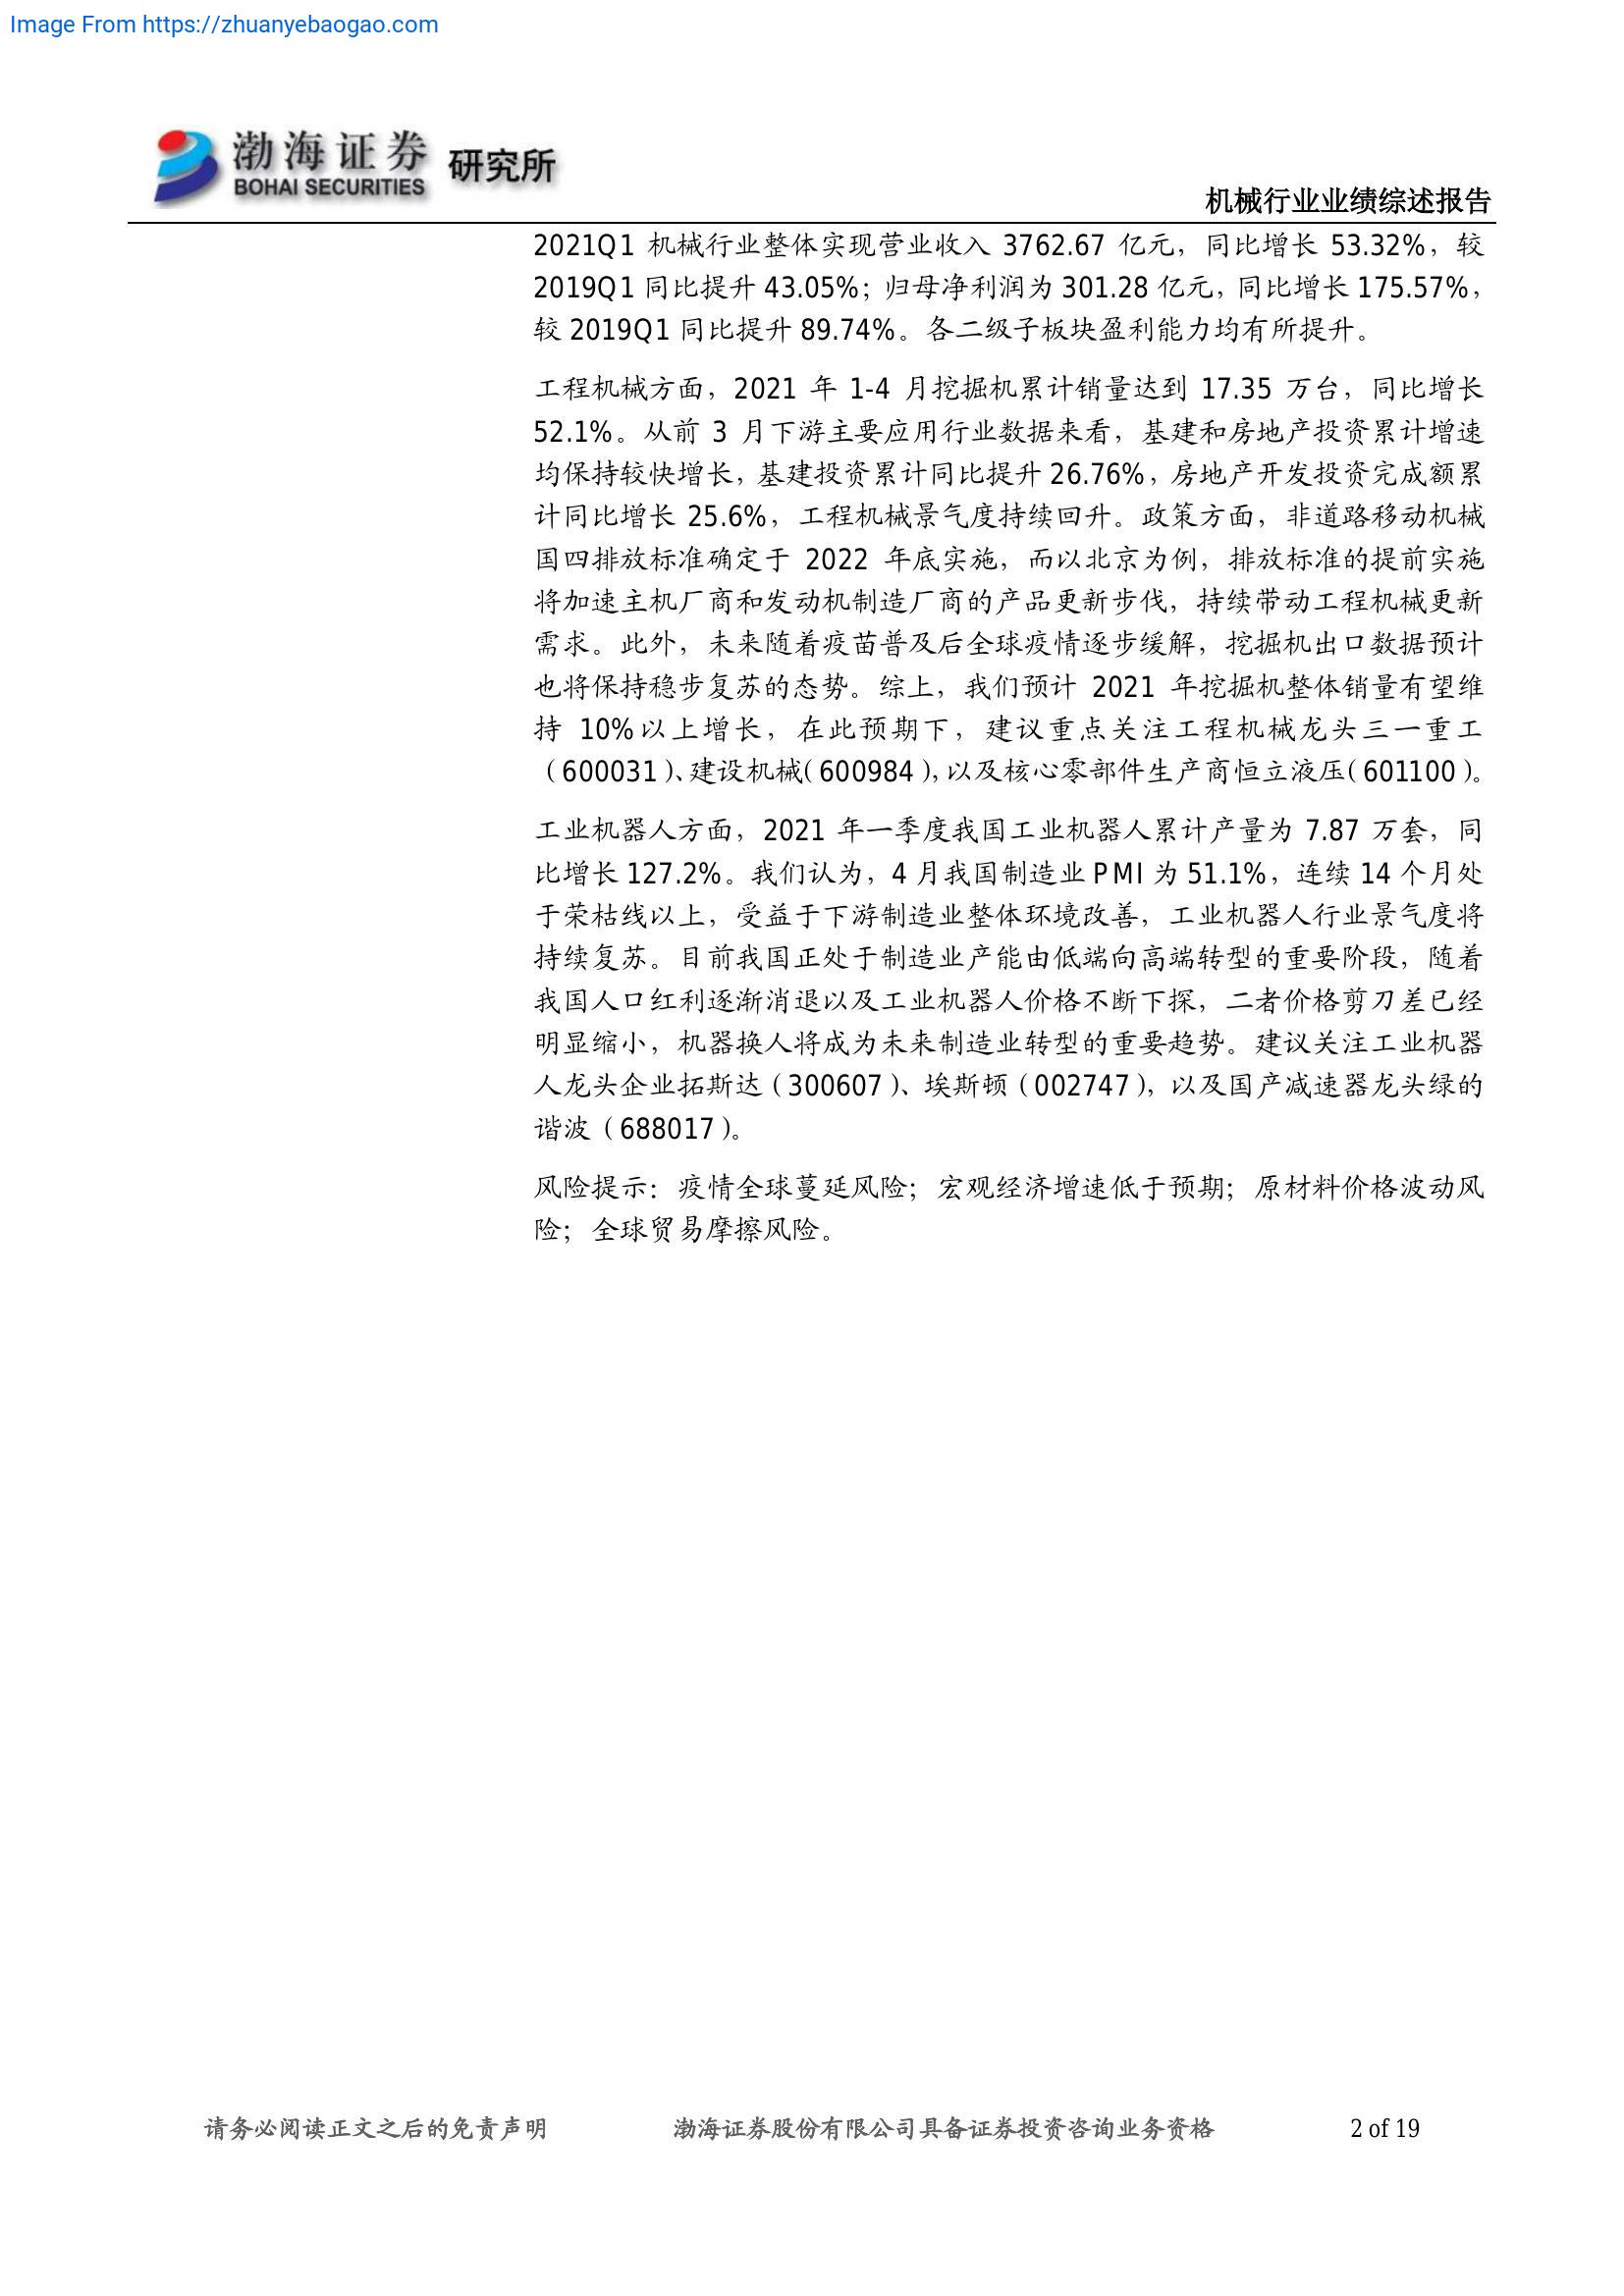 Image From https://zhuanyebaogao.com
渤海证券 研究所
BOHAI SECURITIES
机械行业业绩综述报告
2021Q1 机械行业整体实现营业收入 3762.67 亿元，同比增长 53.32%，较
2019Q1 同比提升 43.05%；归母净利润为 301.28 亿元，同比增长 175.57%，
较 2019Q1 同比提升 89.74%。各二级子板块盈利能力均有所提升。
工程机械方面，2021 年 1-4 月挖掘机累计销量达到 17.35 万台，同比增长
52.1%。从前 3 月下游主要应用行业数据来看，基建和房地产投资累计增速
均保持较快增长，基建投资累计同比提升 26.76%，房地产开发投资完成额累
计同比增长 25.6%，工程机械景气度持续回升。政策方面，非道路移动机械
国四排放标准确定于 2022 年底实施，而以北京为例，排放标准的提前实施
将加速主机厂商和发动机制造厂商的产品更新步伐，持续带动工程机械更新
需求。此外，未来随着疫苗普及后全球疫情逐步缓解，挖掘机出口数据预计
也将保持稳步复苏的态势。综上，我们预计 2021 年挖掘机整体销量有望维
持 10%以上增长，在此预期下，建议重点关注工程机械龙头三一重工
（600031）、建设机械（600984），以及核心零部件生产商恒立液压（601100）。
工业机器人方面，2021 年一季度我国工业机器人累计产量为 7.87 万套，同
比增长 127.2%。我们认为，4 月我国制造业 PMI 为 51.1%，连续 14 个月处
于荣枯线以上，受益于下游制造业整体环境改善，工业机器人行业景气度将
持续复苏。目前我国正处于制造业产能由低端向高端转型的重要阶段，随着
我国人口红利逐渐消退以及工业机器人价格不断下探，二者价格剪刀差已经
明显缩小，机器换人将成为未来制造业转型的重要趋势。建议关注工业机器
人龙头企业拓斯达（300607）、埃斯顿（002747），以及国产减速器龙头绿的
谐波（688017）。
风险提示：疫情全球蔓延风险；宏观经济增速低于预期；原材料价格波动风
险；全球贸易摩擦风险。
请务必阅读正文之后的免责声明 渤海证券股份有限公司具备证券投资咨询业务资格 2 of 19